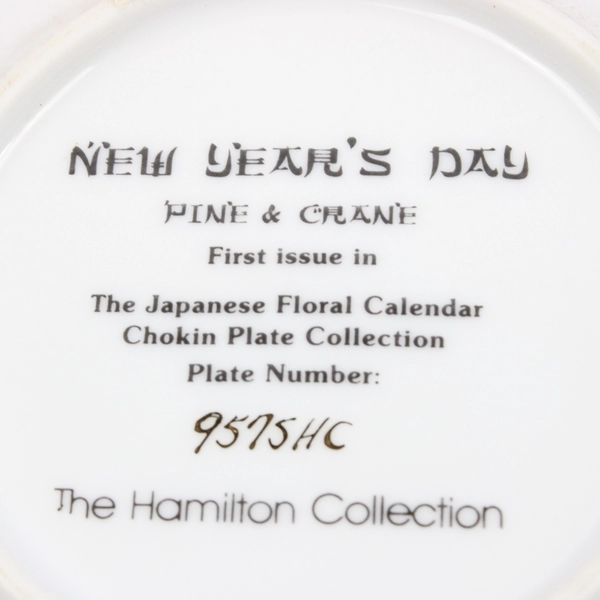 NEW YEAR'S DAY
PINE & CRANE
First issue in
The Japanese Floral Calendar
Chokin Plate Collection
Plate Number:
9575HC
The Hamilton Collection